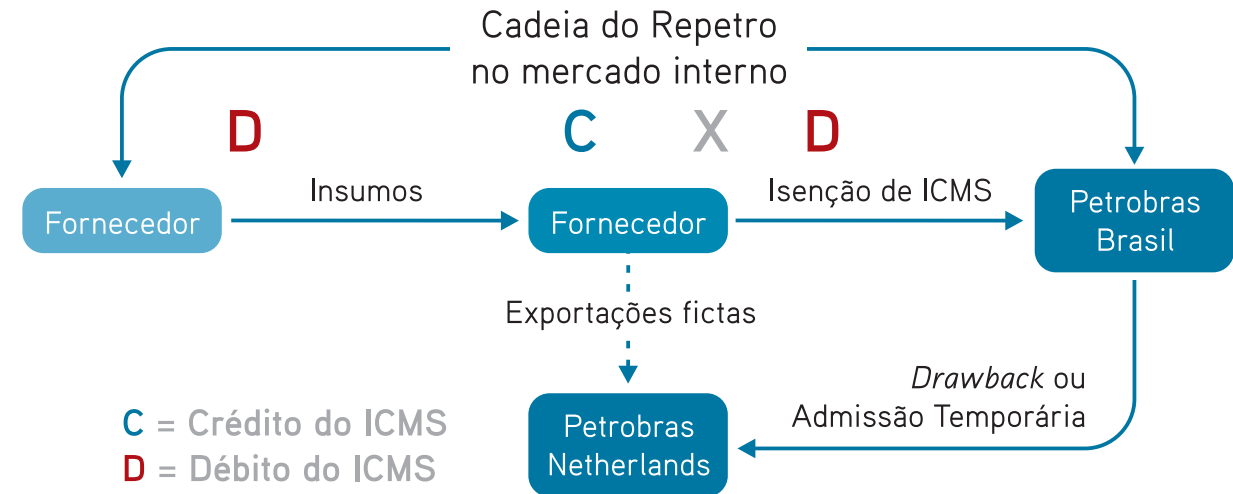 Cadeia do Repetro
no mercado interno
D
C
X
D
Fornecedor
Insumos
Fornecedor
Isenção de ICMS
Petrobras
Brasil
Exportações fictas
Drawback ou
Admissão Temporária
Petrobras
Netherlands
C = Crédito do ICMS
D = Débito do ICMS